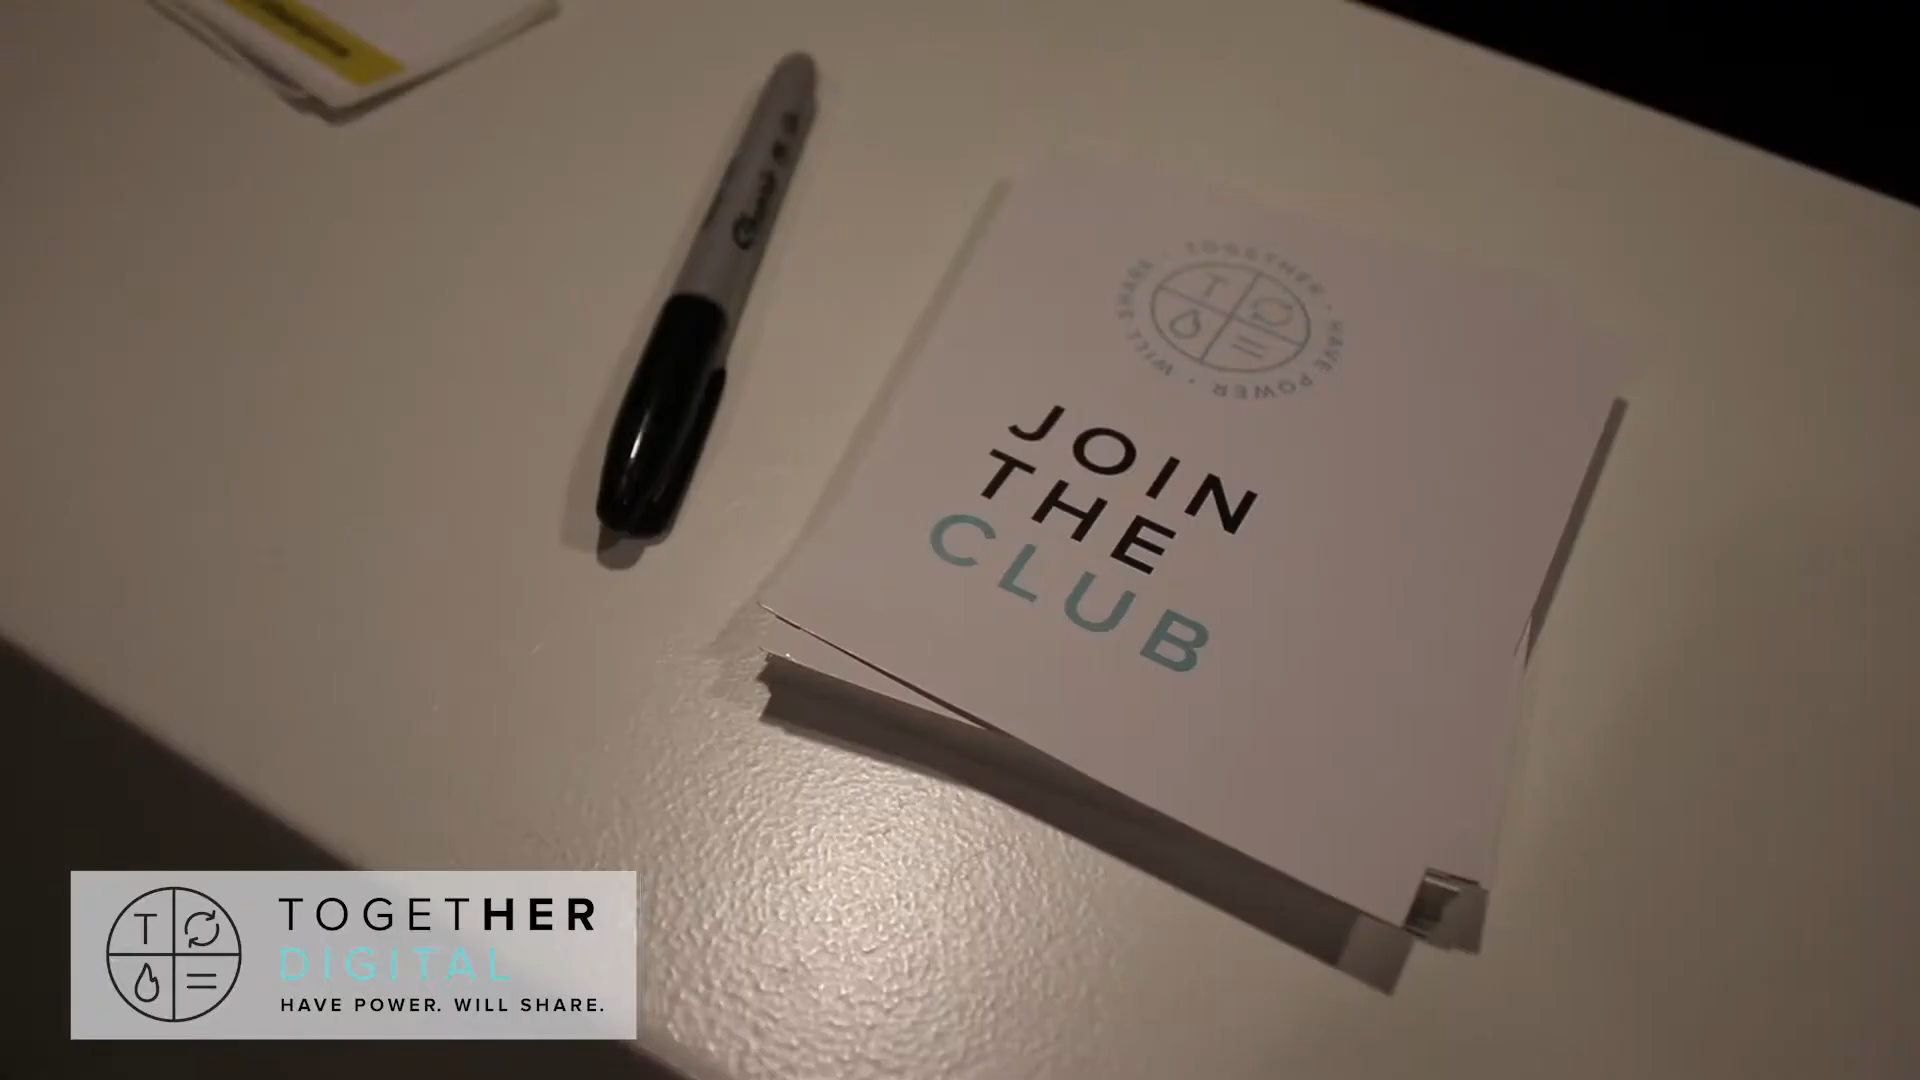 TOGETHER · HAVE POWER · WILL SHARE ·
T
JOIN
THE
CLUB
T
TOGETHER
DIGITAL
HAVE POWER. WILL SHARE.